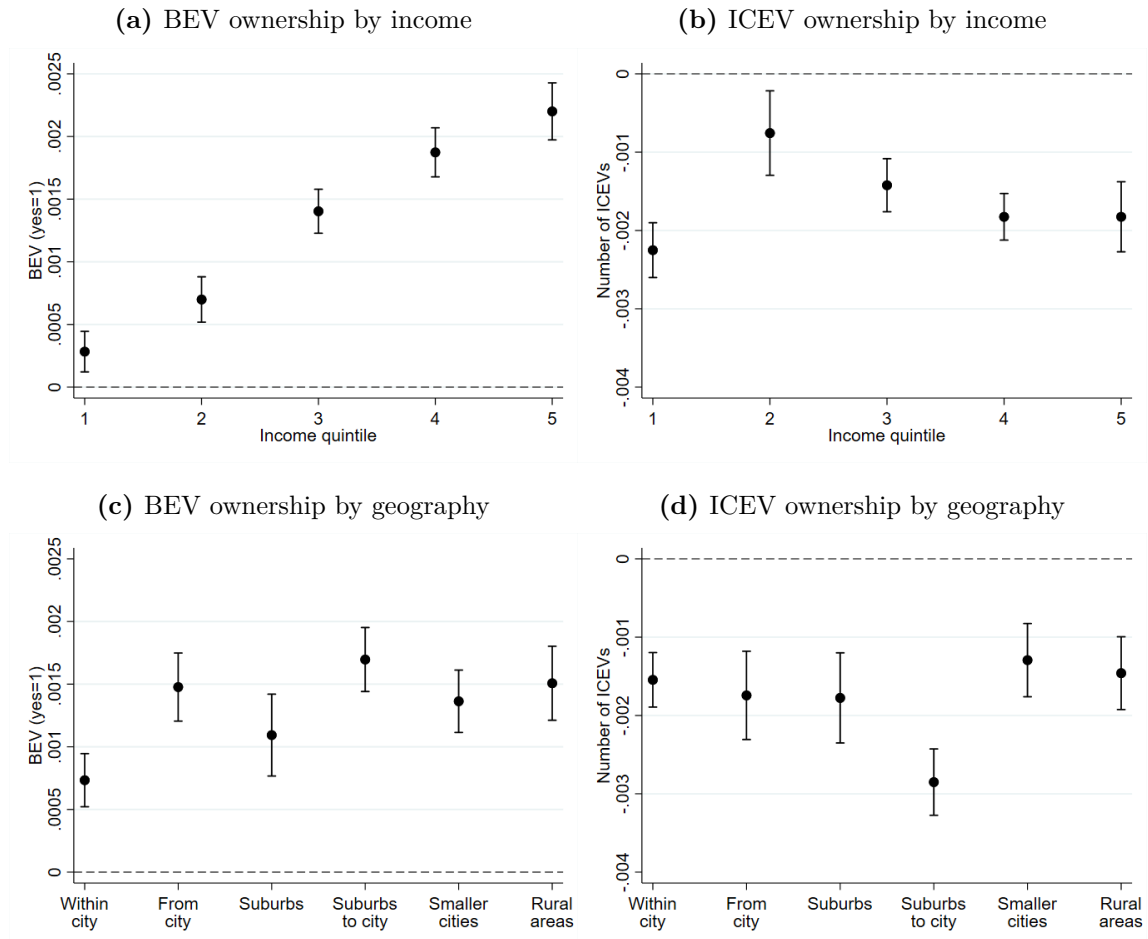 (a) BEV ownership by income
BEV (yes=1)
.0025
.002
.0015
.001
.0005
0
1 2 3 4 5
Income quintile
(b) ICEV ownership by income
Number of ICEVs
0
-.001
-.002
-.003
-.004
1 2 3 4 5
Income quintile
(c) BEV ownership by geography
BEV (yes=1)
.0025
.002
.0015
.001
.0005
0
Within city
From city
Suburbs
Suburbs to city
Smaller cities
Rural areas
(d) ICEV ownership by geography
Number of ICEVs
0
-.001
-.002
-.003
-.004
Within city
From city
Suburbs
Suburbs to city
Smaller cities
Rural areas